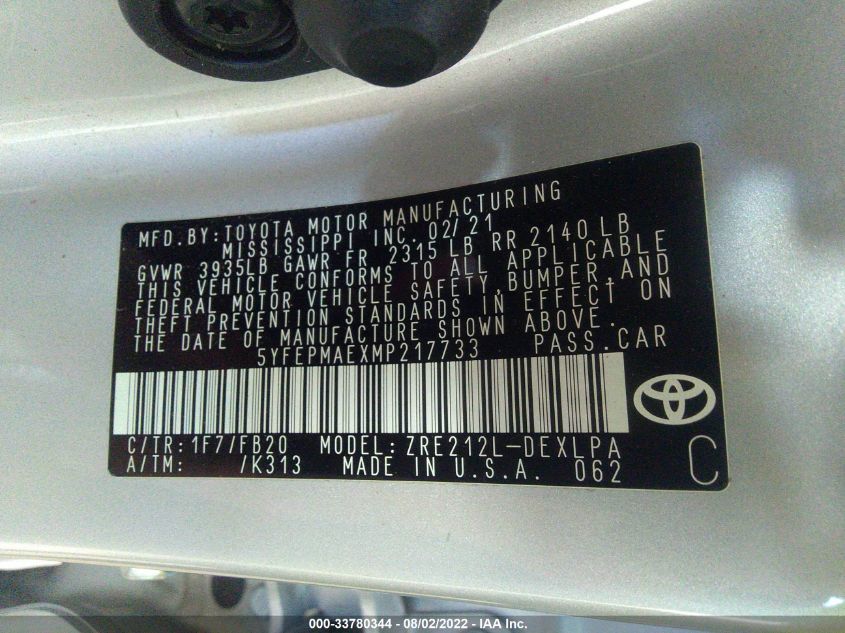 MFD.BY:TOYOTA MOTOR MANUFACTURING
MISSISSIPPI INC. 02/21
GVWR 3935LB GAWR FR 2315 LB RR 2140 LB
THIS VEHICLE CONFORMS TO ALL APPLICABLE
FEDERAL MOTOR VEHICLE SAFETY,BUMPER,AND
THEFT PREVENTION STANDARDS IN EFFECT ON
THE DATE OF MANUFACTURE SHOWN ABOVE.
5YFEPMAEXMP217733 PASS.CAR
C/TR:1F7/FB20 MODEL:ZRE212L-DEXLPA
A/TM: /K313 MADE IN U.S.A. 062
C
000-33780344 - 08/02/2022 - IAA Inc.